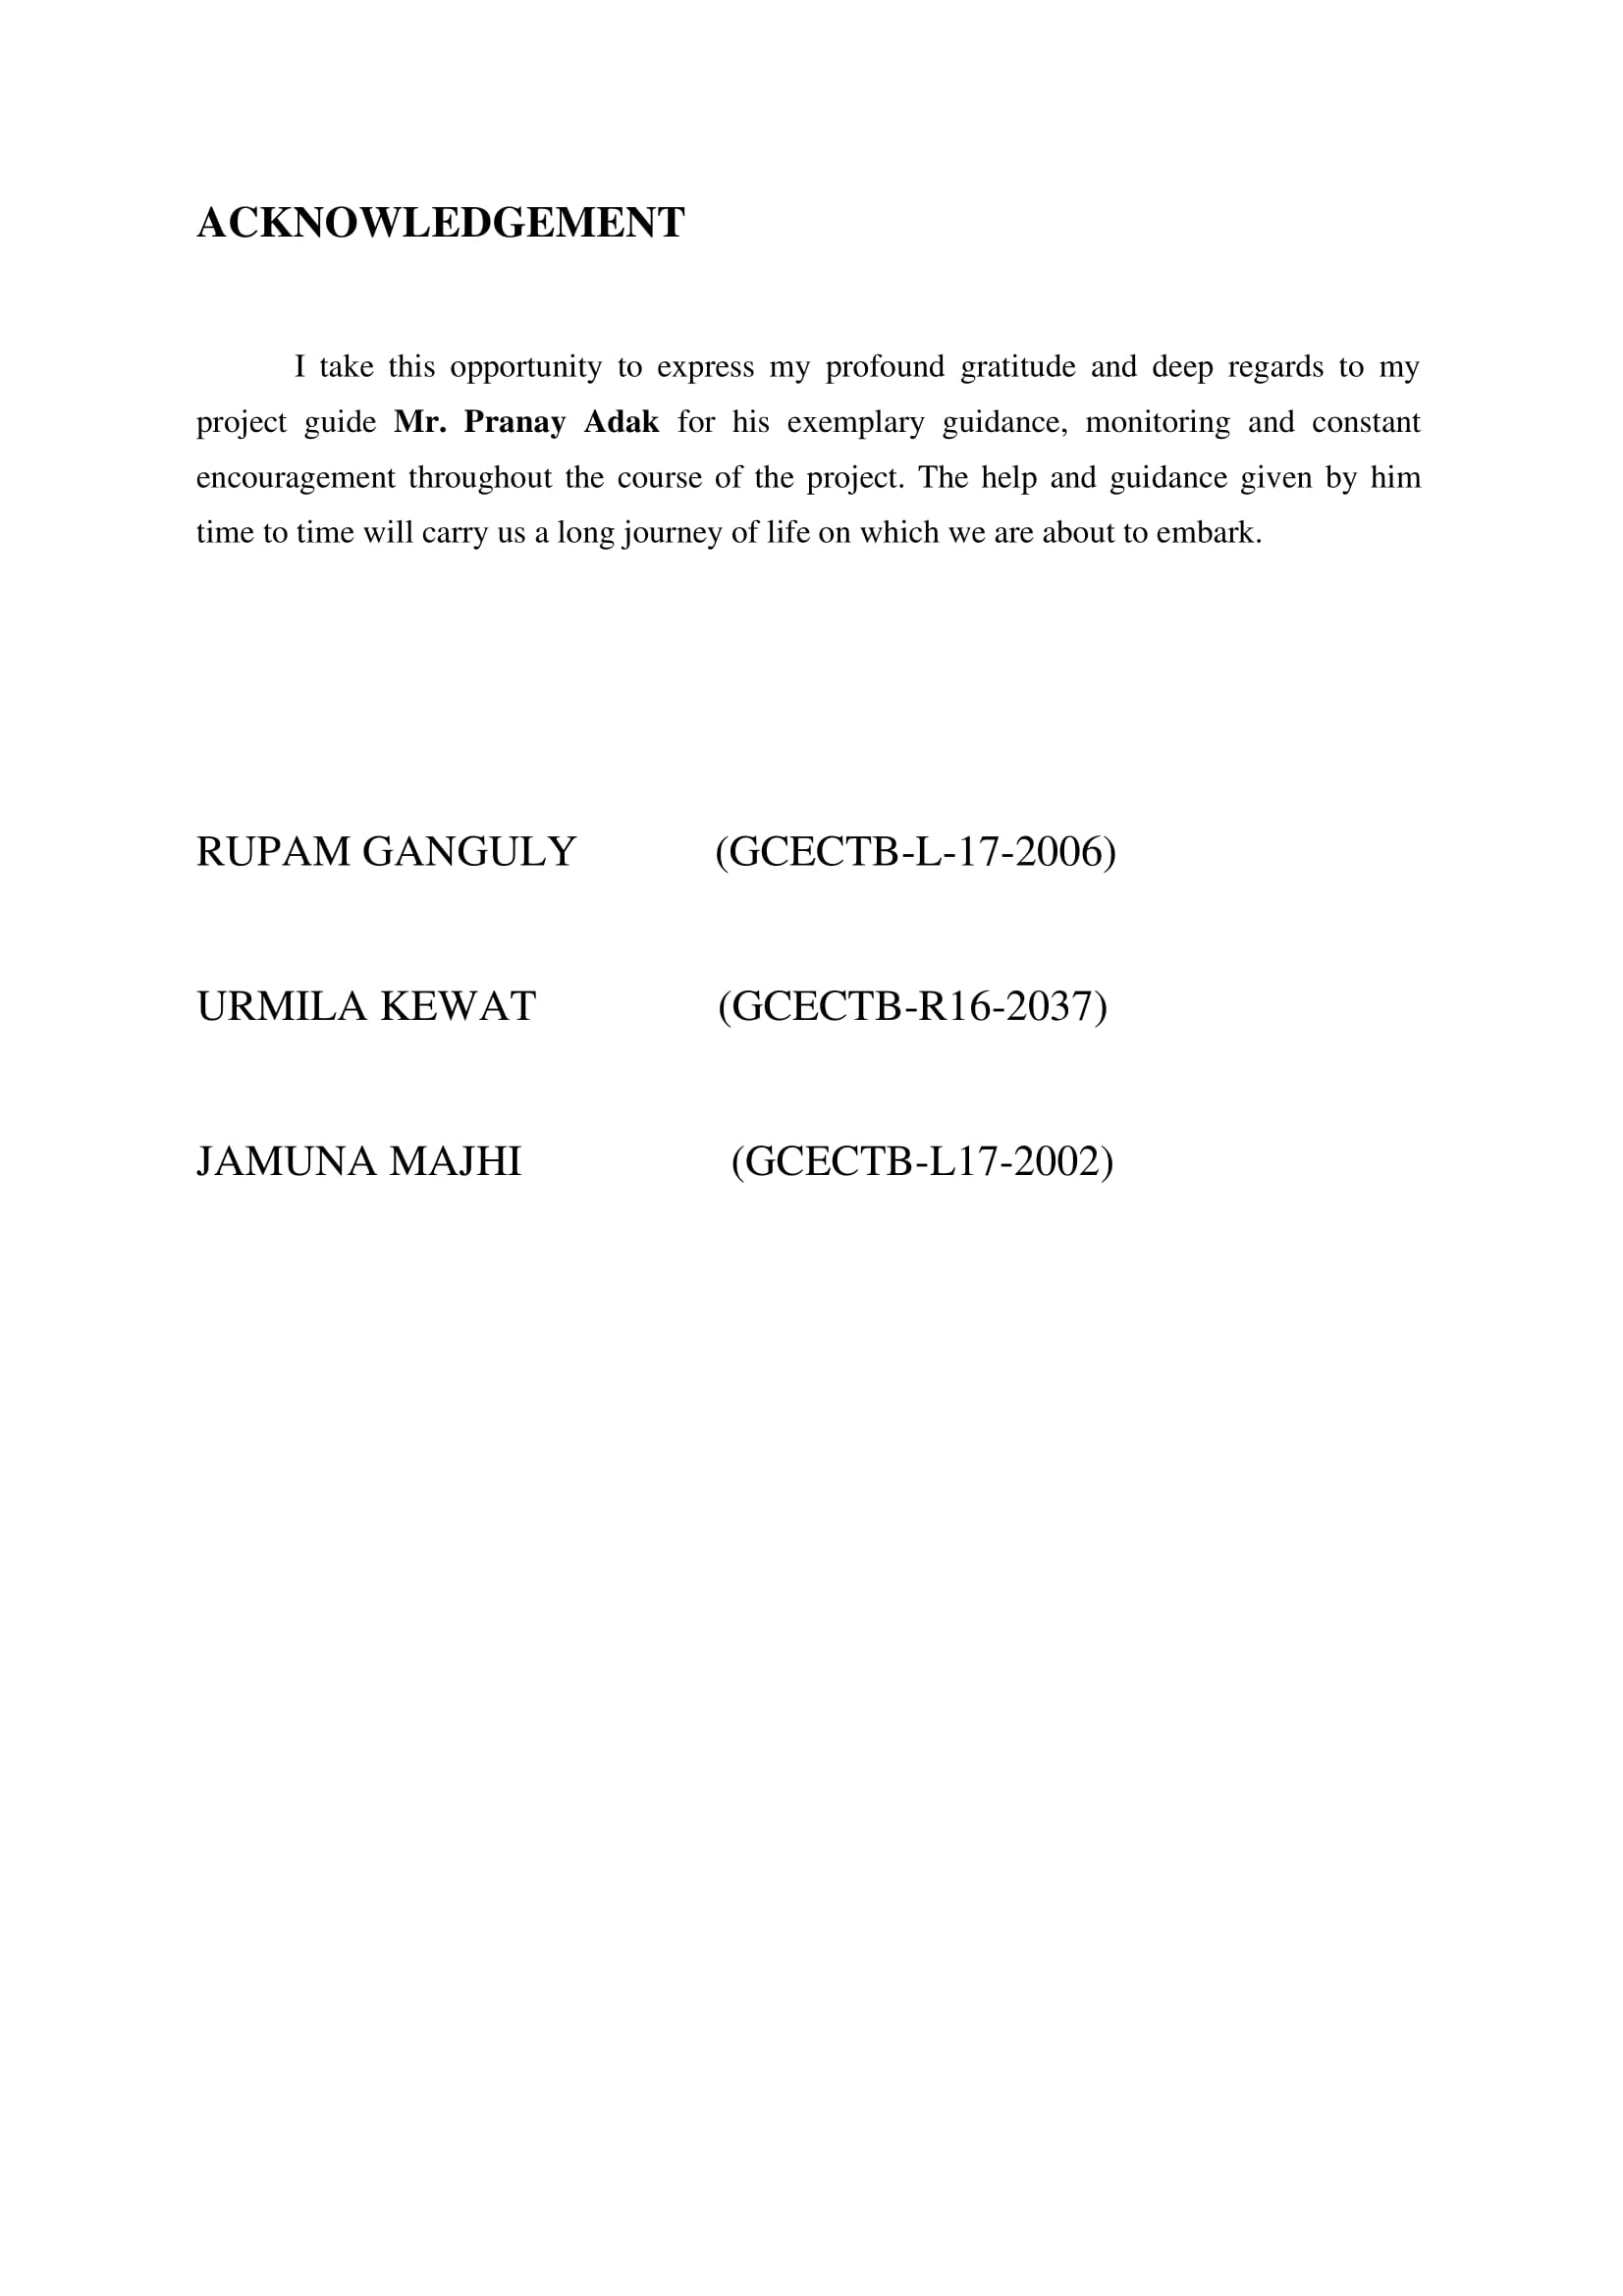 ACKNOWLEDGEMENT
I take this opportunity to express my profound gratitude and deep regards to my
project guide Mr. Pranay Adak for his exemplary guidance, monitoring and constant
encouragement throughout the course of the project. The help and guidance given by him
time to time will carry us a long journey of life on which we are about to embark.
RUPAM GANGULY (GCECTB-L-17-2006)
URMILA KEWAT (GCECTB-R16-2037)
JAMUNA MAJHI (GCECTB-L17-2002)